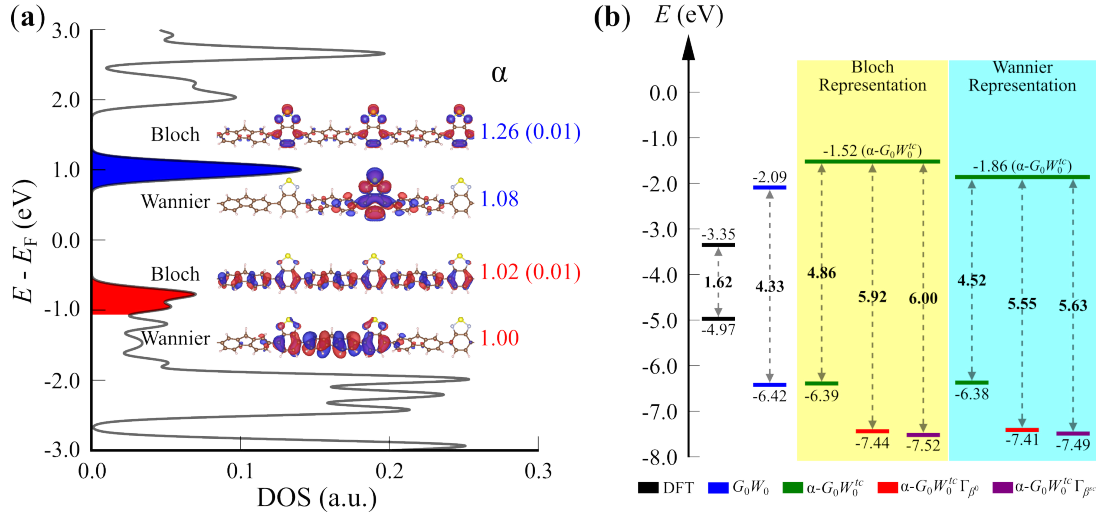 (a)
3.0
2.0
1.0
0.0
-1.0
-2.0
-3.0
E - E_F (eV)
0.0 0.1 0.2 0.3
DOS (a.u.)
α
Bloch 1.26 (0.01)
Wannier 1.08
Bloch 1.02 (0.01)
Wannier 1.00
(b)
E (eV)
0.0
-1.0
-2.0
-3.0
-4.0
-5.0
-6.0
-7.0
-8.0
-3.35
1.62
-4.97
-2.09
4.33
-6.42
Bloch
Representation
-1.52 (α-G₀W₀^{tc})
4.86 5.92 6.00
-6.39
-7.44
-7.52
Wannier
Representation
-1.86 (α-G₀W₀^{tc})
4.52 5.55 5.63
-6.38
-7.41
-7.49
DFT G₀W₀ α-G₀W₀^{tc} α-G₀W₀^{tc}Γ_{β⁰} α-G₀W₀^{tc}Γ_{β^{sc}}